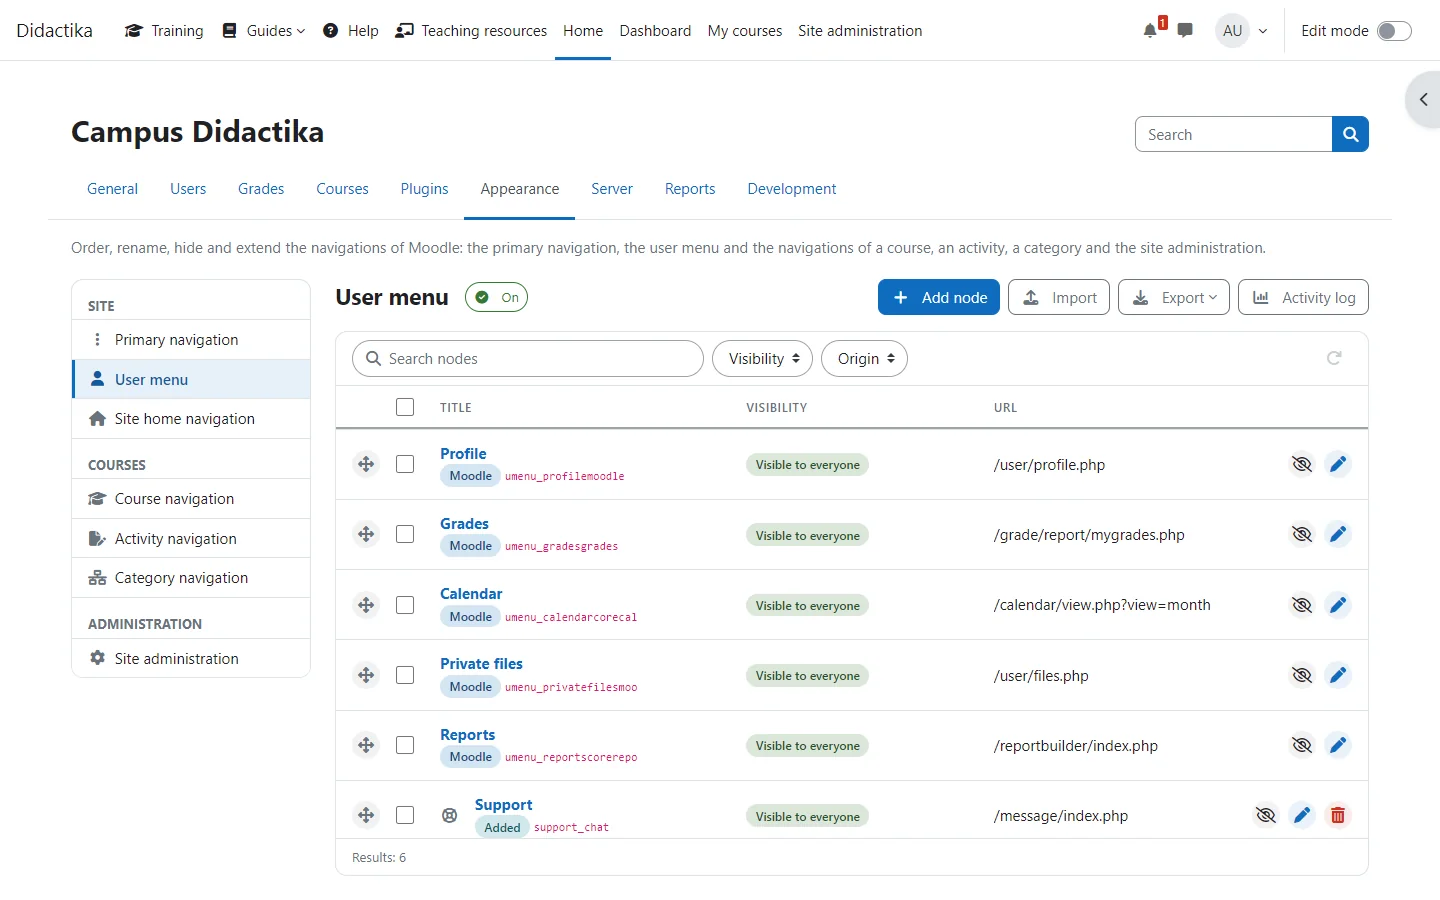 Didactika
Training
Guides
Help
Teaching resources
Home
Dashboard
My courses
Site administration
1
AU
Edit mode
Campus Didactika
Search
General
Users
Grades
Courses
Plugins
Appearance
Server
Reports
Development
Order, rename, hide and extend the navigations of Moodle: the primary navigation, the user menu and the navigations of a course, an activity, a category and the site administration.
SITE
Primary navigation
User menu
Site home navigation
COURSES
Course navigation
Activity navigation
Category navigation
ADMINISTRATION
Site administration
User menu
On
Add node
Import
Export
Activity log
Search nodes
Visibility
Origin
TITLE
VISIBILITY
URL
Profile
Moodle umenu_profilemoodle
Visible to everyone
/user/profile.php
Grades
Moodle umenu_gradesgrades
Visible to everyone
/grade/report/mygrades.php
Calendar
Moodle umenu_calendarcorecal
Visible to everyone
/calendar/view.php?view=month
Private files
Moodle umenu_privatefilesmoo
Visible to everyone
/user/files.php
Reports
Moodle umenu_reportscorerepo
Visible to everyone
/reportbuilder/index.php
Support
Added support_chat
Visible to everyone
/message/index.php
Results: 6